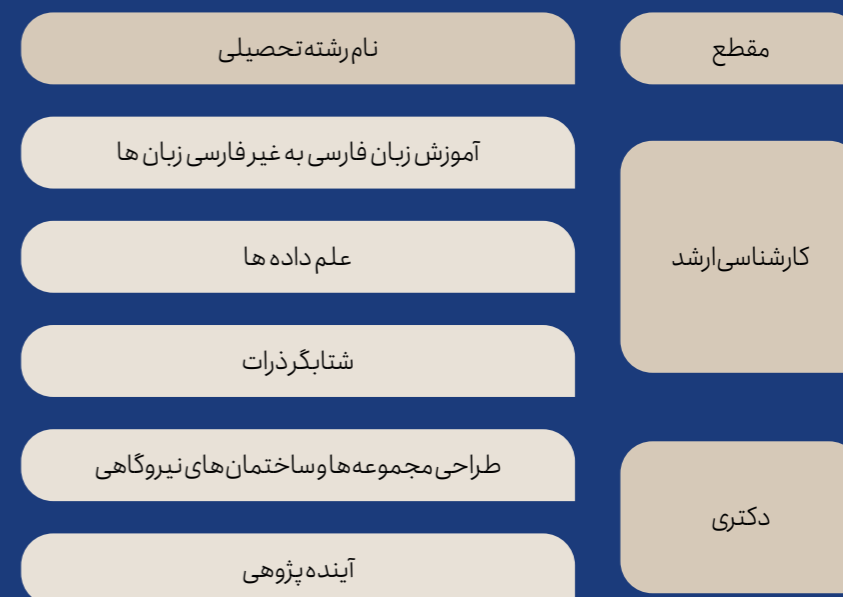 مقطع
نام رشته تحصیلی
کارشناسی ارشد
آموزش زبان فارسی به غیر فارسی زبان ها
علم داده ها
شتابگر ذرات
دکتری
طراحی مجموعه ها و ساختمان های نیروگاهی
آینده پژوهی